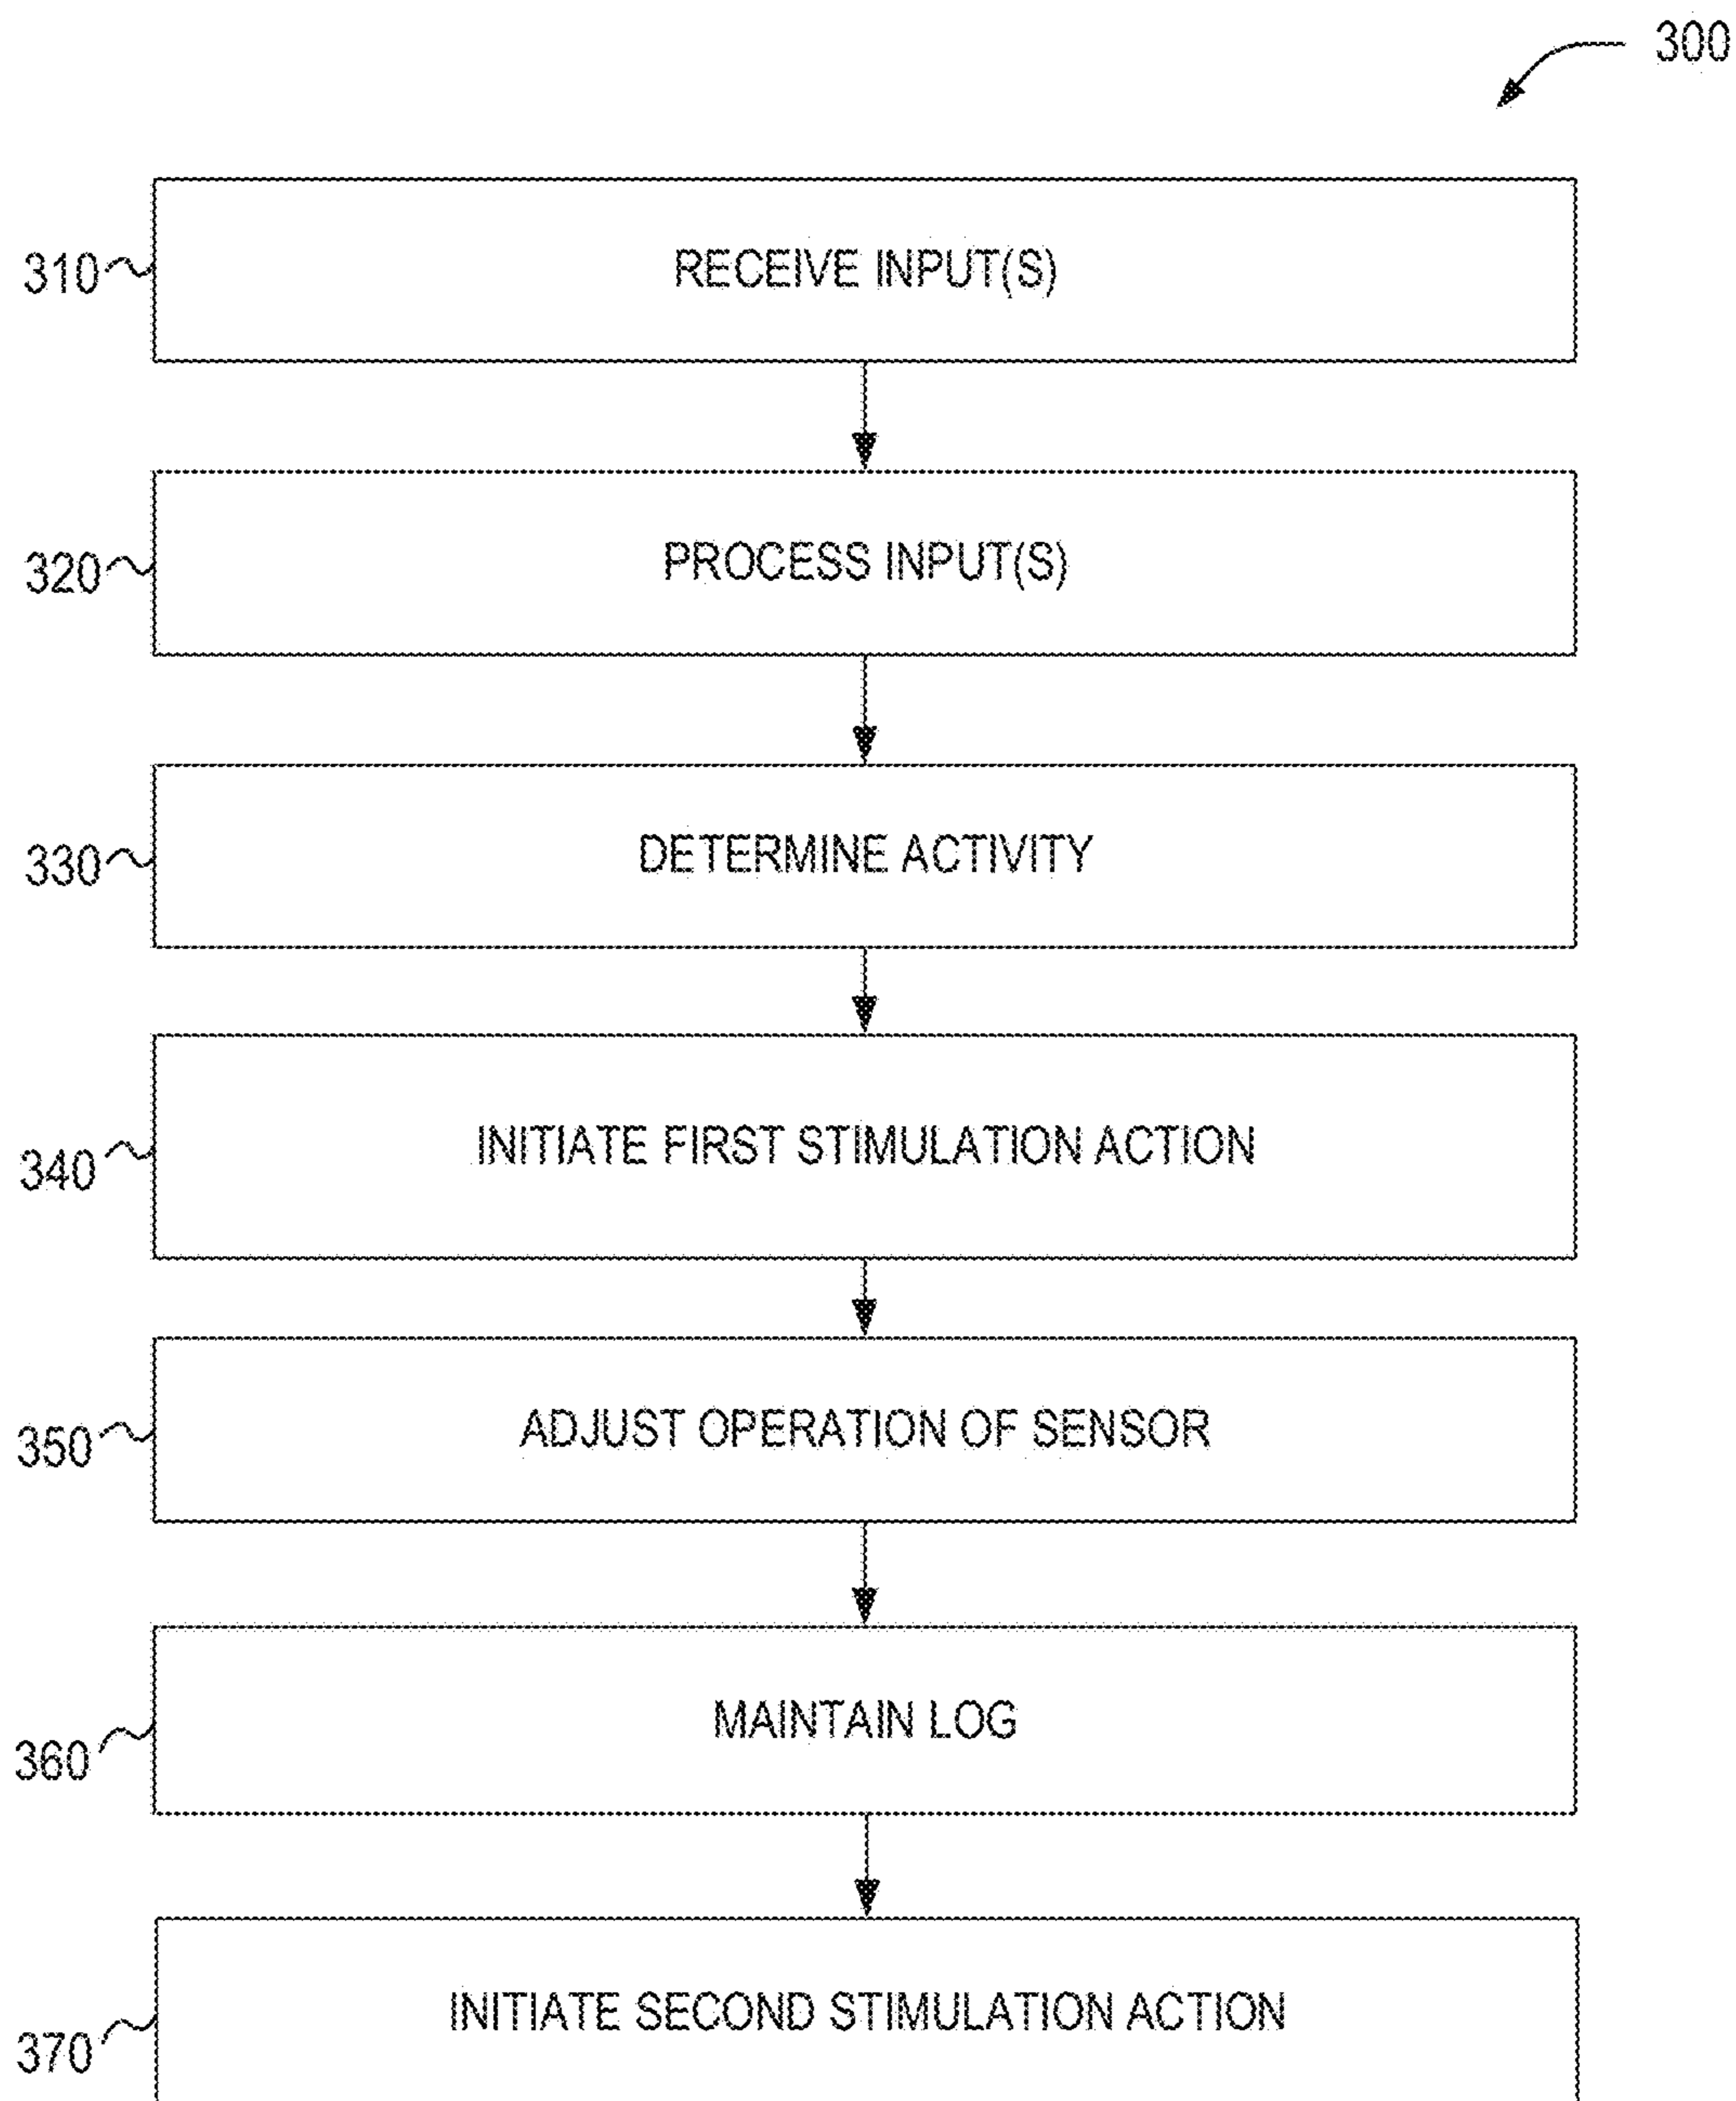 300
310 RECEIVE INPUT(S)
320 PROCESS INPUT(S)
330 DETERMINE ACTIVITY
340 INITIATE FIRST STIMULATION ACTION
350 ADJUST OPERATION OF SENSOR
360 MAINTAIN LOG
370 INITIATE SECOND STIMULATION ACTION